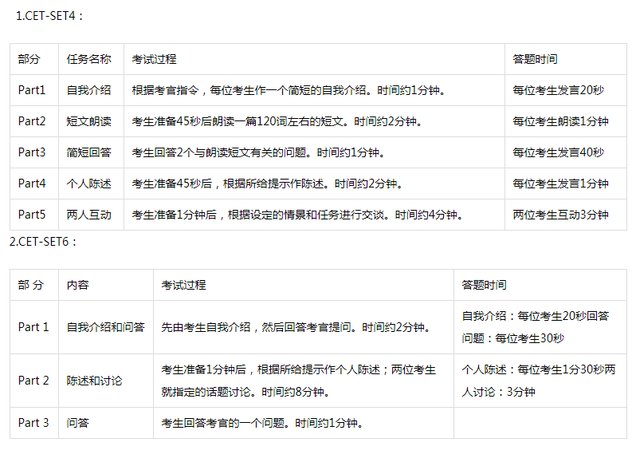 1.CET-SET4：
部分 任务名称 考试过程 答题时间
Part1 自我介绍 根据考官指令，每位考生作一个简短的自我介绍。时间约1分钟。 每位考生发言20秒
Part2 短文朗读 考生准备45秒后朗读一篇120词左右的短文。时间约2分钟。 每位考生朗读1分钟
Part3 简短回答 考生回答2个与朗读短文有关的问题。时间约1分钟。 每位考生发言40秒
Part4 个人陈述 考生准备45秒后，根据所给提示作陈述。时间约2分钟。 每位考生发言1分钟
Part5 两人互动 考生准备1分钟后，根据设定的情景和任务进行交谈。时间约4分钟。 两位考生互动3分钟
2.CET-SET6：
部 分 内容 考试过程 答题时间
Part 1 自我介绍和问答 先由考生自我介绍，然后回答考官提问。时间约2分钟。 自我介绍：每位考生20秒回答
问题：每位考生30秒
Part 2 陈述和讨论 考生准备1分钟后，根据所给提示作个人陈述；两位考生 个人陈述：每位考生1分30秒两
就指定的话题讨论。时间约8分钟。 人讨论：3分钟
Part 3 问答 考生回答考官的一个问题。时间约1分钟。